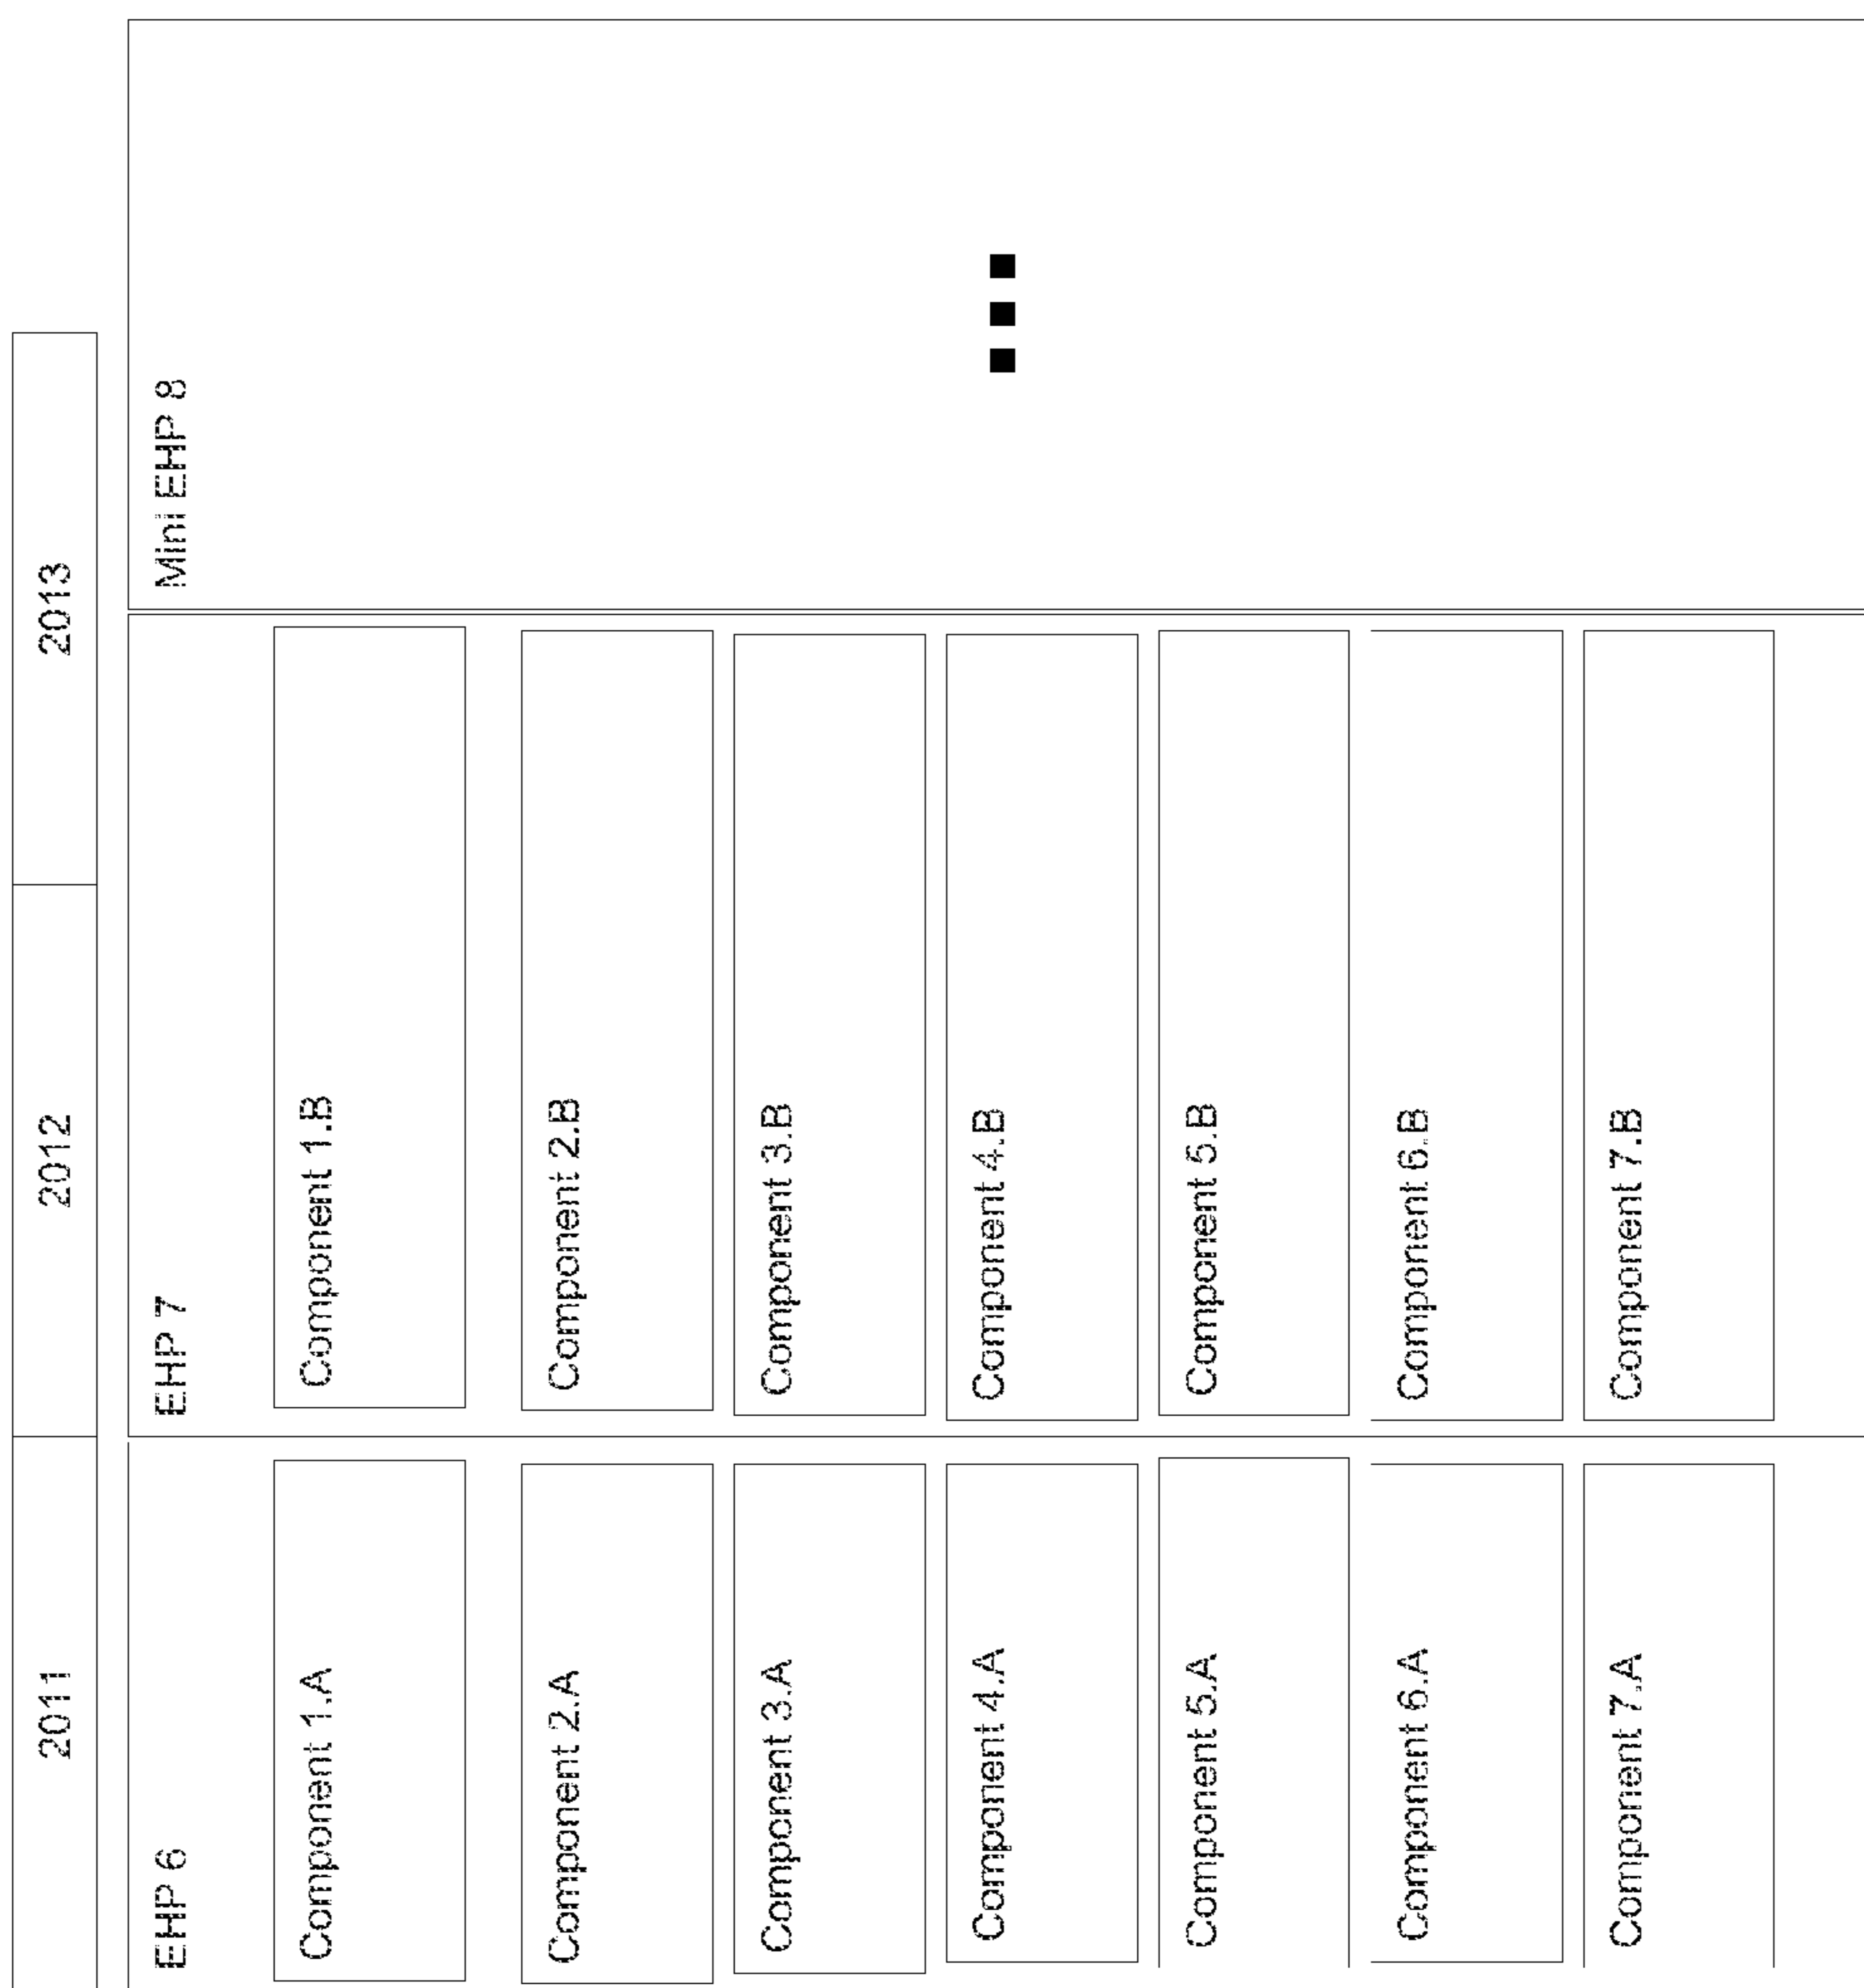 2011
2012
2013
EHP 6
EHP 7
Mini EHP 8
Component 1.A
Component 1.B
Component 2.A
Component 2.B
Component 3.A
Component 3.B
Component 4.A
Component 4.B
Component 5.A
Component 5.B
Component 6.A
Component 6.B
Component 7.A
Component 7.B